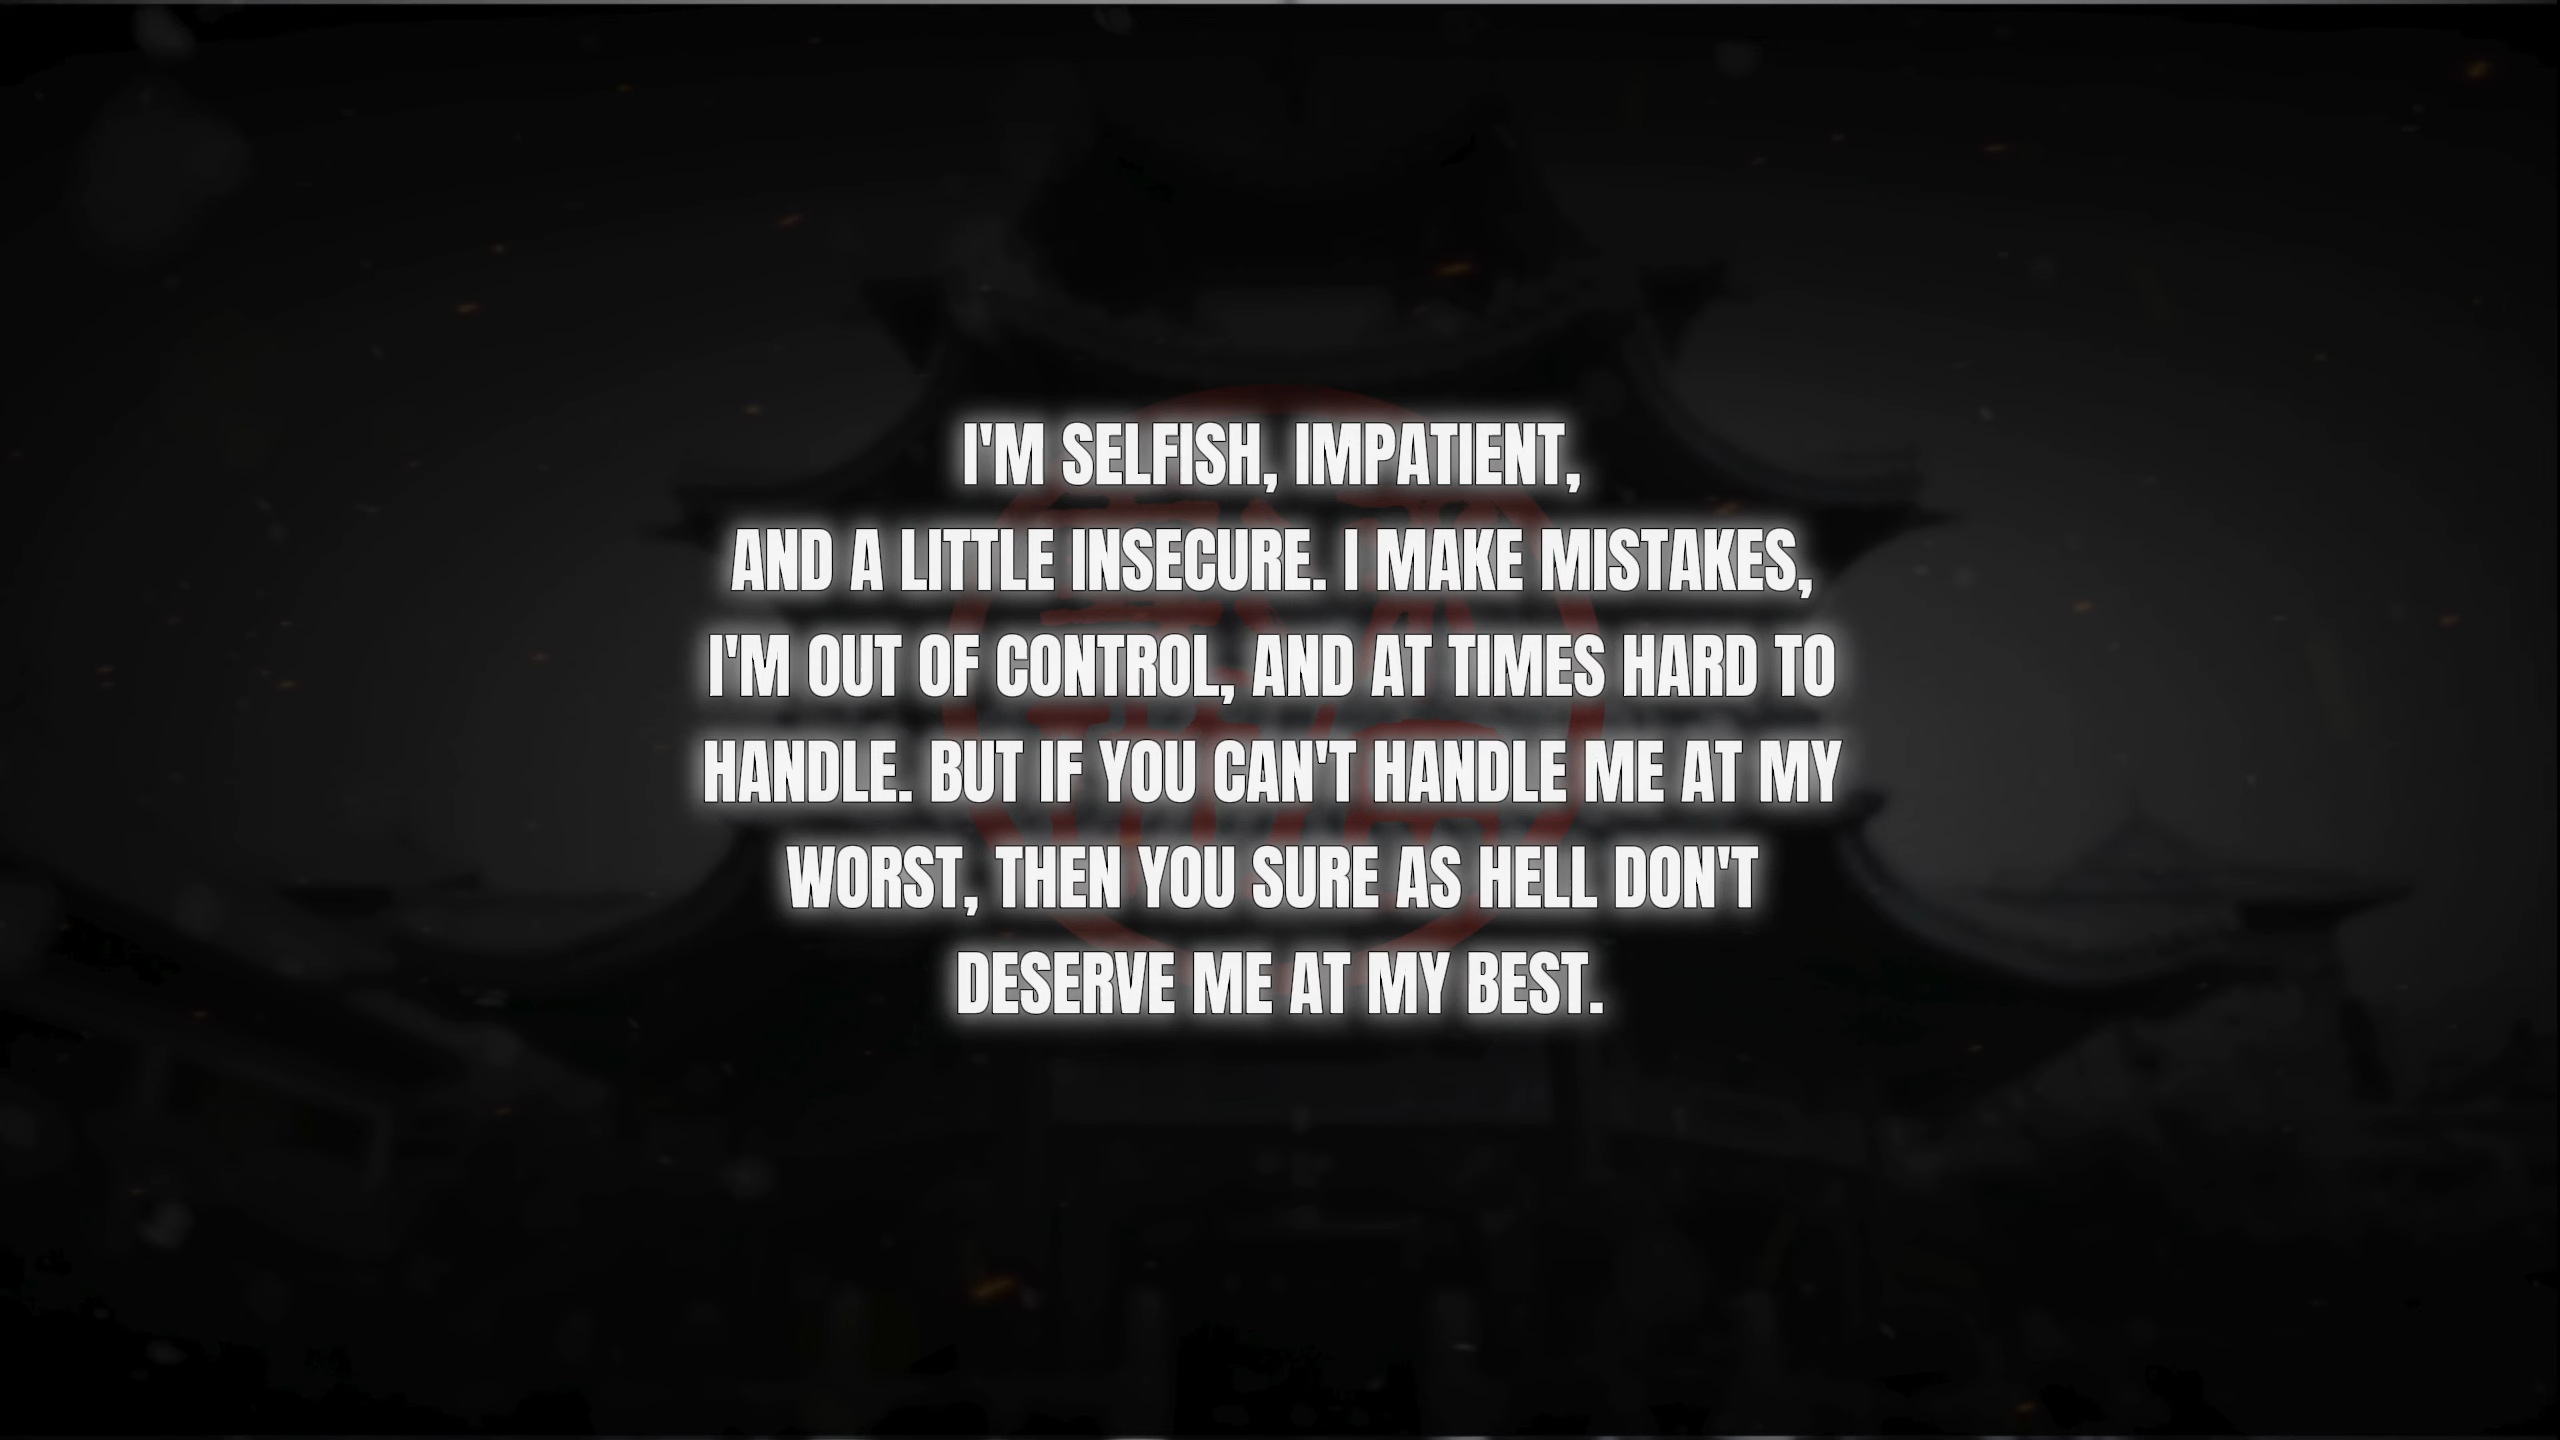 I'M SELFISH, IMPATIENT,
AND A LITTLE INSECURE. I MAKE MISTAKES,
I'M OUT OF CONTROL, AND AT TIMES HARD TO
HANDLE. BUT IF YOU CAN'T HANDLE ME AT MY
WORST, THEN YOU SURE AS HELL DON'T
DESERVE ME AT MY BEST.